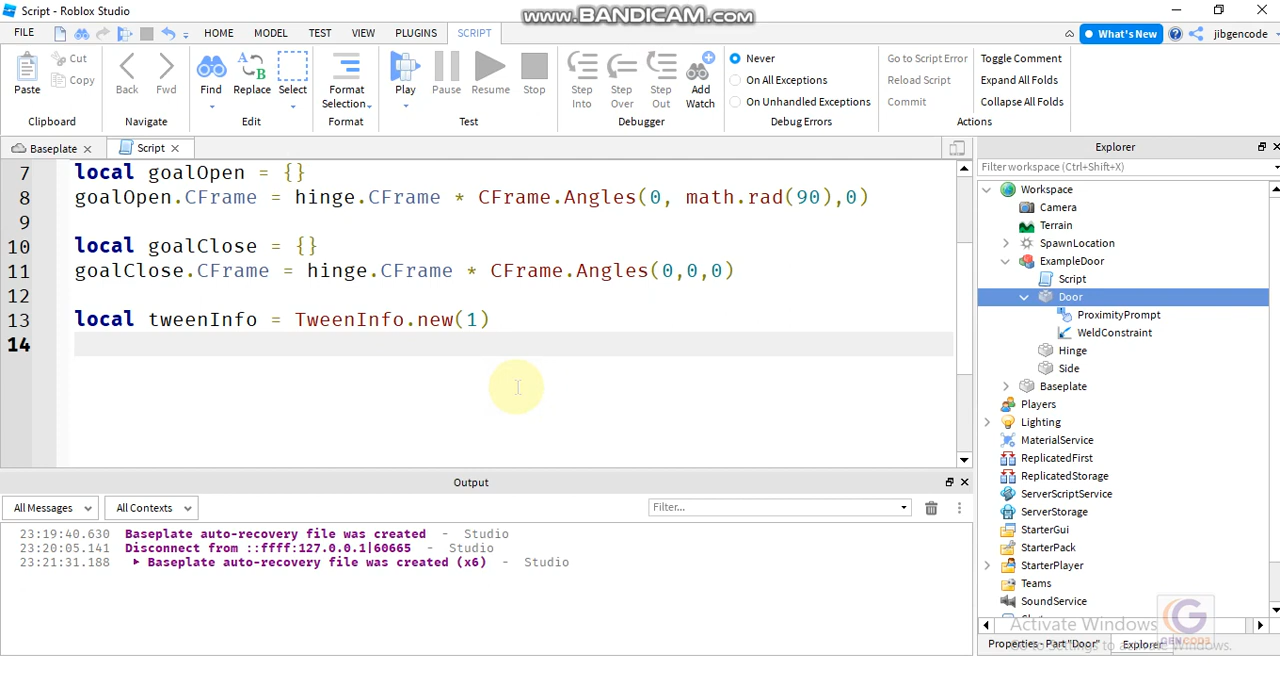 Script - Roblox Studio
www.BANDICAM.com
FILE HOME MODEL TEST VIEW PLUGINS SCRIPT What's New jibgencode
Paste Cut Copy Back Fwd Find Replace Select Format Selection Play Pause Resume Stop Step Into Step Over Step Out Add Watch
Never
On All Exceptions
On Unhandled Exceptions
Go to Script Error
Reload Script
Commit
Toggle Comment
Expand All Folds
Collapse All Folds
Clipboard Navigate Edit Format Test Debugger Debug Errors Actions
Baseplate Script
7 local goalOpen = {}
8 goalOpen.CFrame = hinge.CFrame * CFrame.Angles(0, math.rad(90),0)
9
10 local goalClose = {}
11 goalClose.CFrame = hinge.CFrame * CFrame.Angles(0,0,0)
12
13 local tweenInfo = TweenInfo.new(1)
14
Output
All Messages All Contexts Filter...
23:19:40.630 Baseplate auto-recovery file was created - Studio
23:20:05.141 Disconnect from ::ffff:127.0.0.1|60665 - Studio
23:21:31.188 Baseplate auto-recovery file was created (x6) - Studio
Explorer
Filter workspace (Ctrl+Shift+X)
Workspace
Camera
Terrain
SpawnLocation
ExampleDoor
Script
Door
ProximityPrompt
WeldConstraint
Hinge
Side
Baseplate
Players
Lighting
MaterialService
ReplicatedFirst
ReplicatedStorage
ServerScriptService
ServerStorage
StarterGui
StarterPack
StarterPlayer
Teams
SoundService
Activate Windows
Go to Settings to activate Windows.
Properties - Part "Door" Explorer
GENCODE